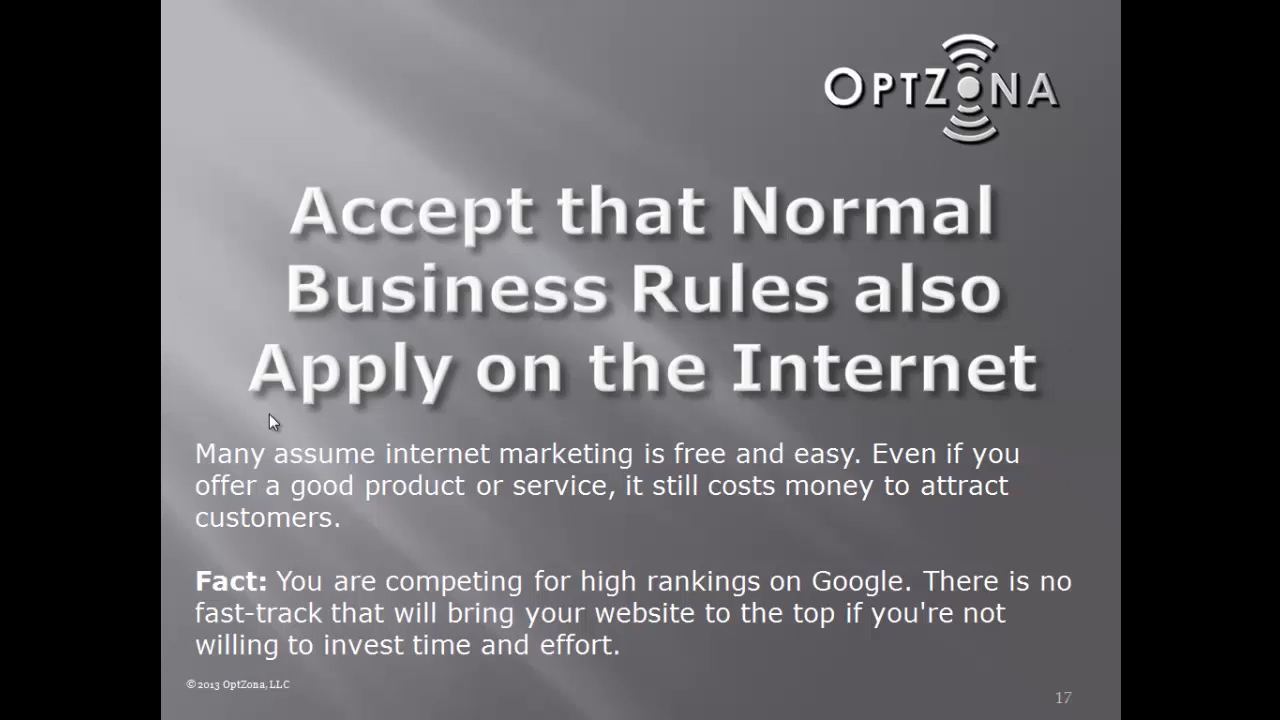 OPTZONA
Accept that Normal
Business Rules also
Apply on the Internet
Many assume internet marketing is free and easy. Even if you
offer a good product or service, it still costs money to attract
customers.
Fact: You are competing for high rankings on Google. There is no
fast-track that will bring your website to the top if you're not
willing to invest time and effort.
© 2013 OptZona, LLC
17